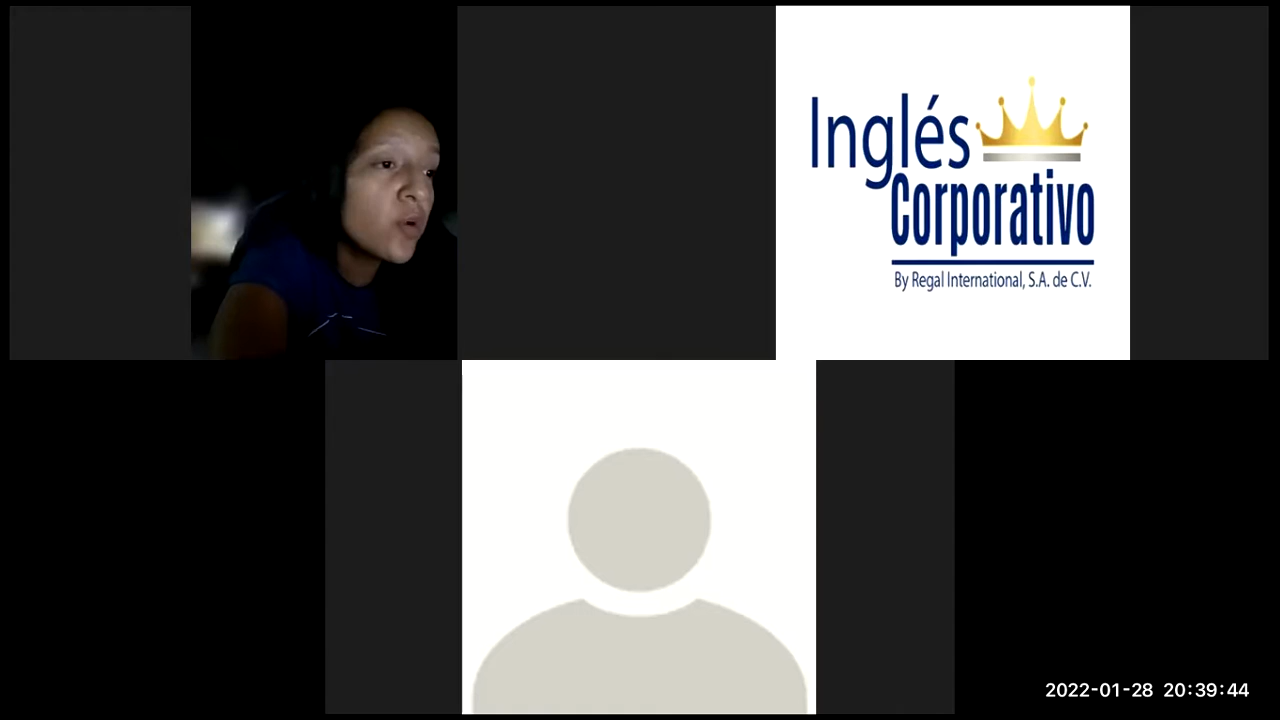 Inglés
Corporativo
By Regal International, S.A. de C.V.
2022-01-28 20:39:44